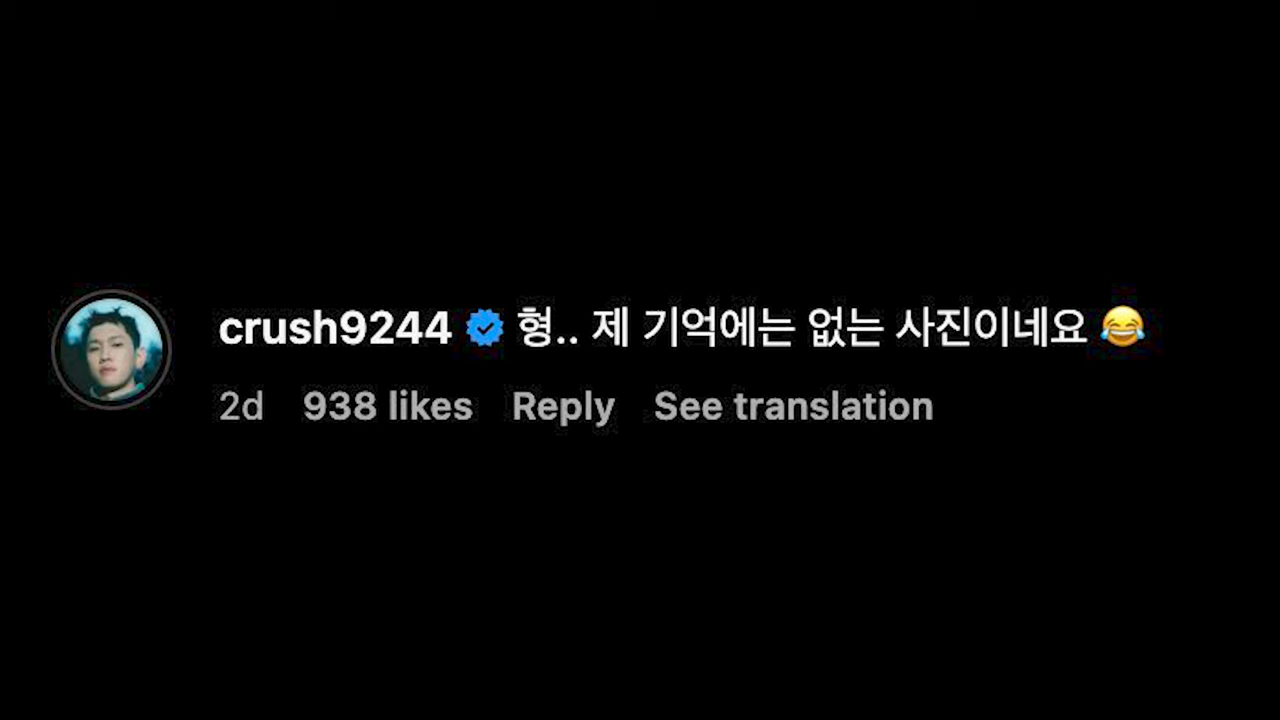 crush9244 형.. 제 기억에는 없는 사진이네요 😂
2d 938 likes Reply See translation